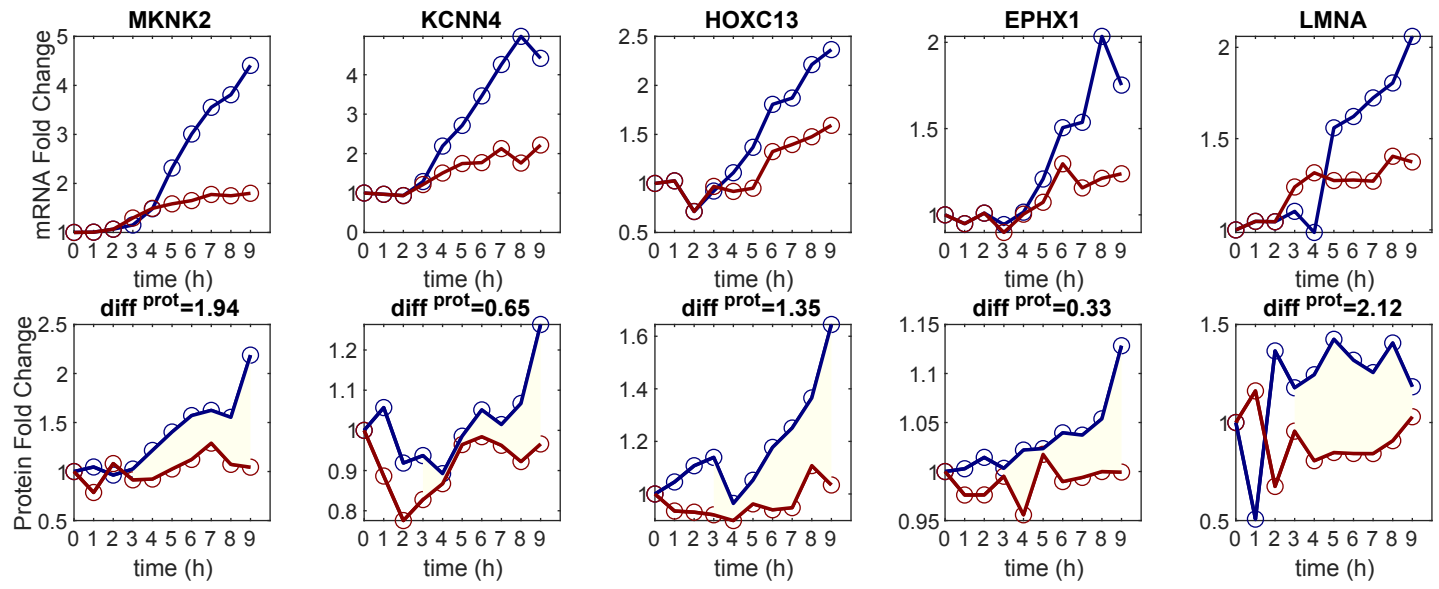 MKNK2
KCNN4
HOXC13
EPHX1
LMNA
mRNA Fold Change
5
4
3
2
1
0 1 2 3 4 5 6 7 8 9
time (h)
4
3
2
1
0
0 1 2 3 4 5 6 7 8 9
time (h)
2.5
2
1.5
1
0.5
0 1 2 3 4 5 6 7 8 9
time (h)
2
1.5
1
0 1 2 3 4 5 6 7 8 9
time (h)
2
1.5
1
0 1 2 3 4 5 6 7 8 9
time (h)
diff prot=1.94
diff prot=0.65
diff prot=1.35
diff prot=0.33
diff prot=2.12
Protein Fold Change
2.5
2
1.5
1
0.5
0 1 2 3 4 5 6 7 8 9
time (h)
1.2
1.1
1
0.9
0.8
0 1 2 3 4 5 6 7 8 9
time (h)
1.6
1.4
1.2
1
0 1 2 3 4 5 6 7 8 9
time (h)
1.15
1.1
1.05
1
0.95
0 1 2 3 4 5 6 7 8 9
time (h)
1.5
1
0.5
0 1 2 3 4 5 6 7 8 9
time (h)